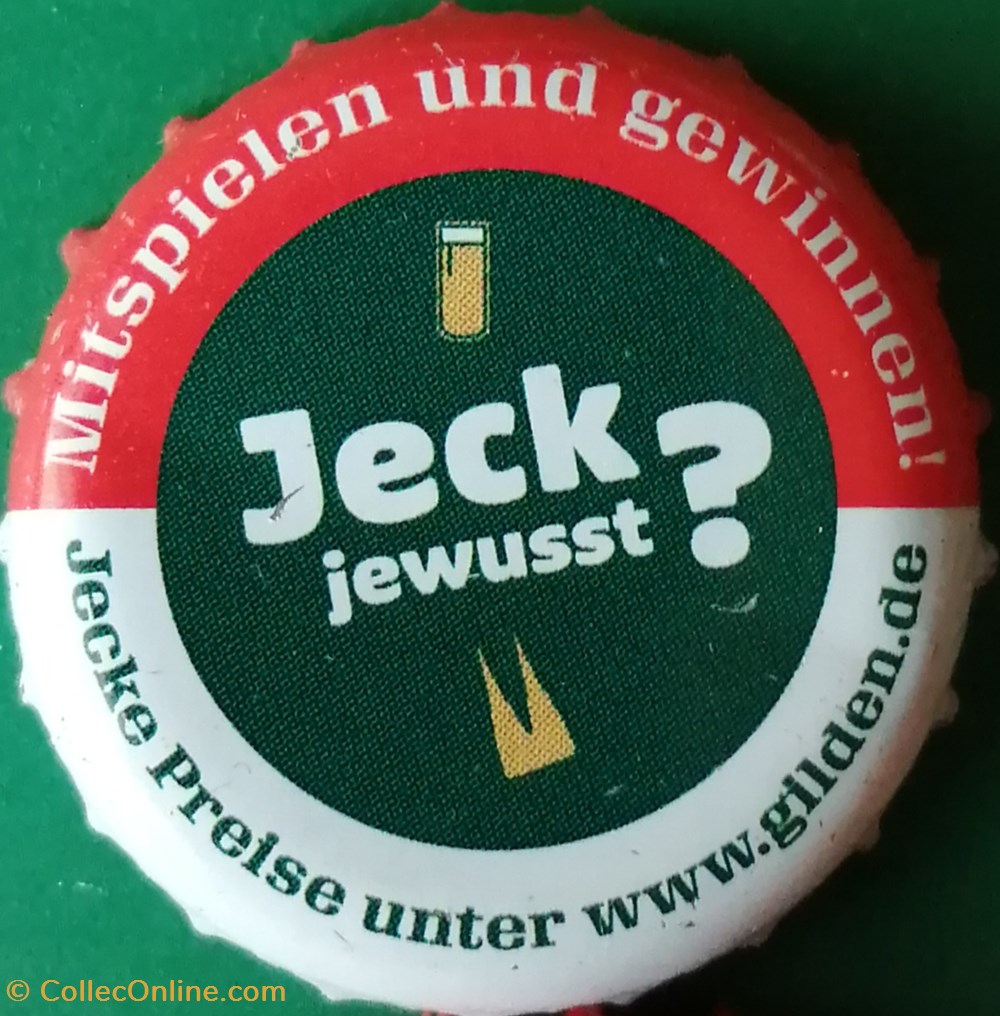 Mitspielen und gewinnen!
Jeck
jewusst?
Jecke Preise unter www.gilden.de
© CollecOnline.com